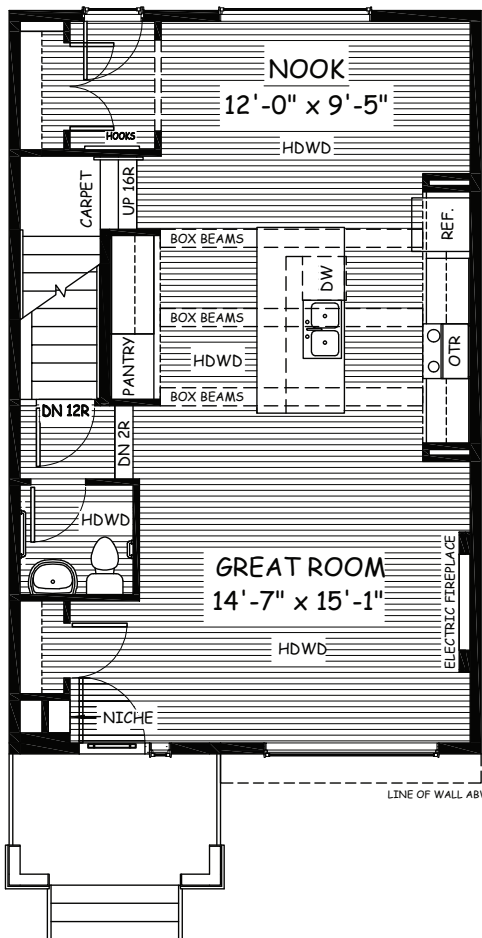 NOOK
12'-0" x 9'-5"
HOOKS
HDWD
CARPET
UP 16R
REF.
BOX BEAMS
DW
BOX BEAMS
OTR
HDWD
PANTRY
BOX BEAMS
DN 12R
DN 2R
HDWD
ELECTRIC FIREPLACE
GREAT ROOM
14'-7" x 15'-1"
HDWD
NICHE
LINE OF WALL AB